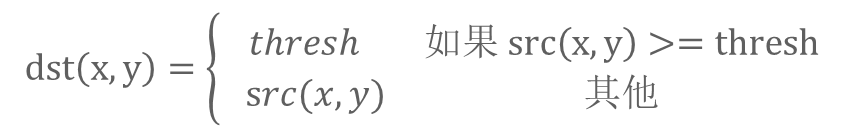 dst(x, y) = { thresh 如果 src(x, y) >= thresh
src(x, y) 其他